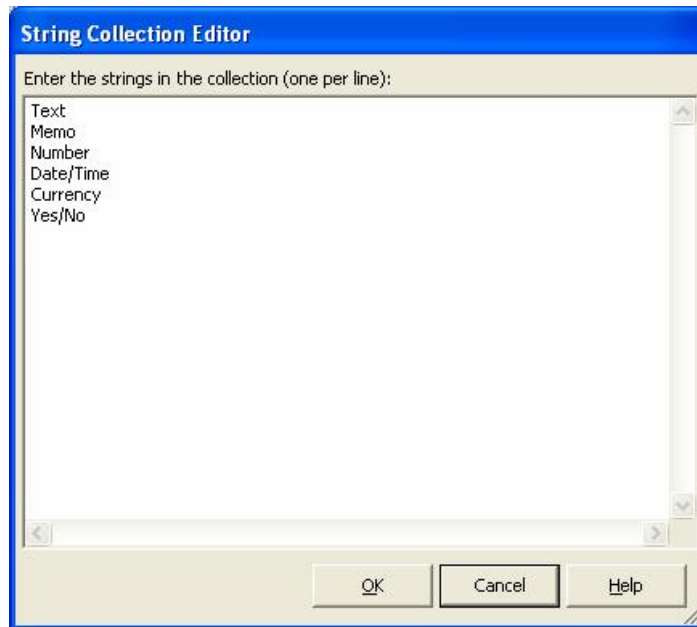 String Collection Editor
Enter the strings in the collection (one per line):
Text
Memo
Number
Date/Time
Currency
Yes/No
OK Cancel Help